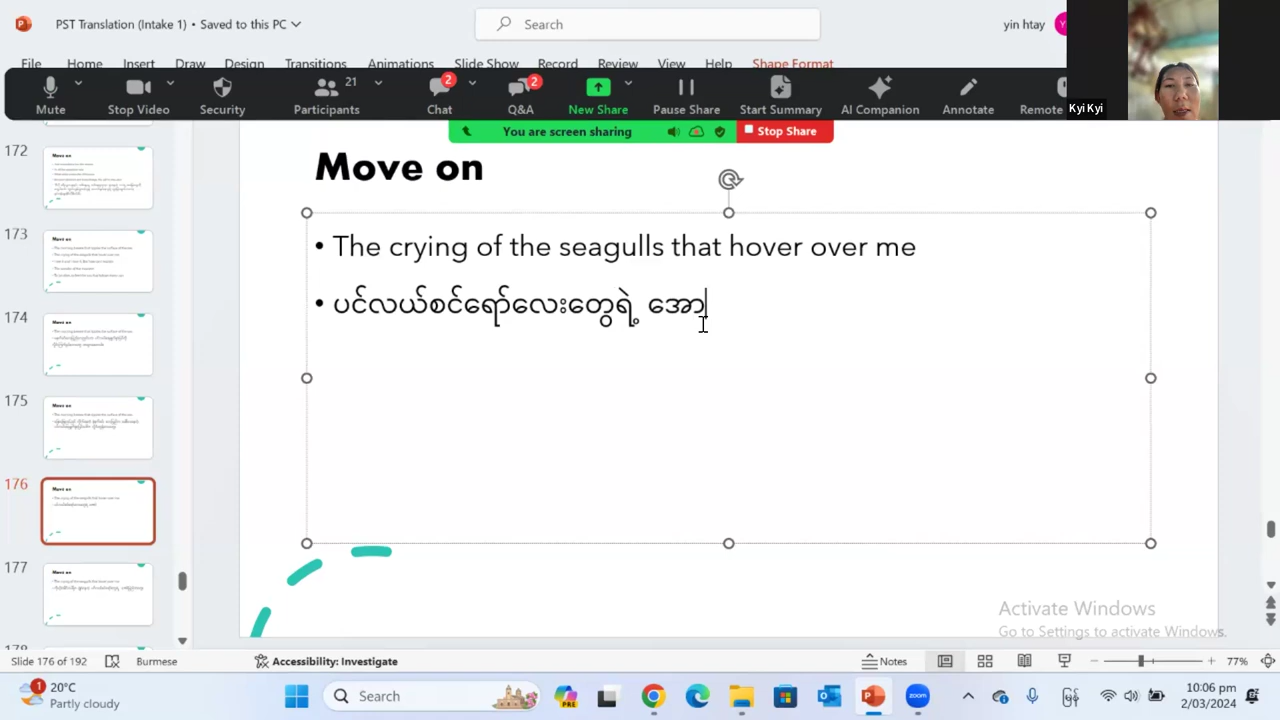 PST Translation (Intake 1) • Saved to this PC
Search
yin htay
File Home Insert Draw Design Transitions Animations Slide Show Record Review View Help Shape Format
Mute Stop Video Security Participants 21 Chat 2 Q&A 2 New Share Pause Share Start Summary AI Companion Annotate Remote
Kyi Kyi
You are screen sharing Stop Share
Move on
• The crying of the seagulls that hover over me
• ပင်လယ်စင်ရော်လေးတွေရဲ့ အော
172
173
174
175
176
177
178
Activate Windows
Go to Settings to activate Windows.
Slide 176 of 192 Burmese Accessibility: Investigate Notes 77%
20°C
Partly cloudy
Search
PRE
zoom
မြန်
10:06 pm
2/03/2024